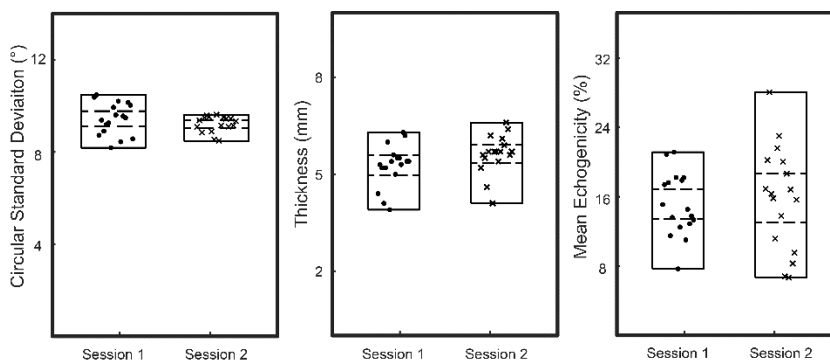 Circular Standard Deviaiton (°)
12
8
4
Session 1 Session 2
Thickness (mm)
8
5
2
Session 1 Session 2
Mean Echogenicity (%)
32
24
16
8
Session 1 Session 2